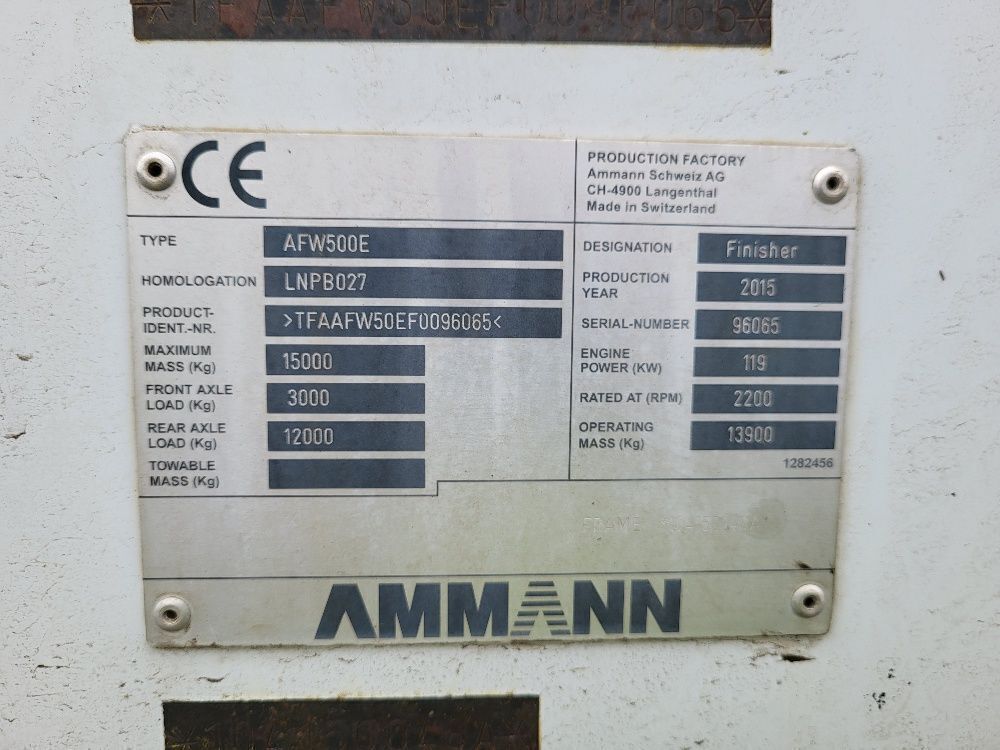 *TFAAFW50EF0096065*
CE
PRODUCTION FACTORY
Ammann Schweiz AG
CH-4900 Langenthal
Made in Switzerland
TYPE AFW500E
HOMOLOGATION LNPB027
PRODUCT-
IDENT.-NR. >TFAAFW50EF0096065<
MAXIMUM
MASS (Kg) 15000
FRONT AXLE
LOAD (Kg) 3000
REAR AXLE
LOAD (Kg) 12000
TOWABLE
MASS (Kg)
DESIGNATION Finisher
PRODUCTION
YEAR 2015
SERIAL-NUMBER 96065
ENGINE
POWER (KW) 119
RATED AT (RPM) 2200
OPERATING
MASS (Kg) 13900
1282456
FRAME
AMMANN